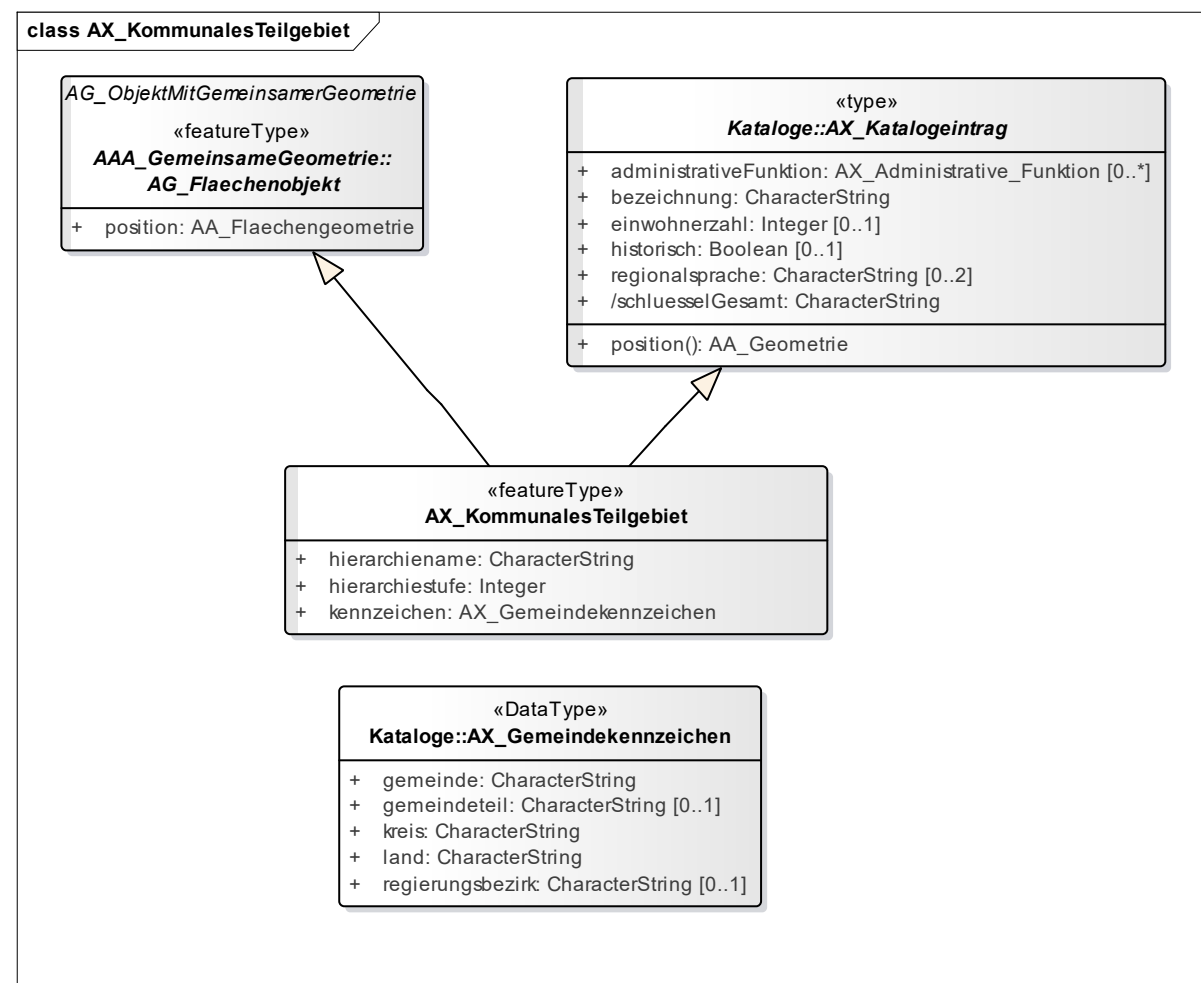 class AX_KommunalesTeilgebiet
AG_ObjektMitGemeinsamerGeometrie
«featureType»
AAA_GemeinsameGeometrie::
AG_Flaechenobjekt
+ position: AA_Flaechengeometrie
«type»
Kataloge::AX_Katalogeintrag
+ administrativeFunktion: AX_Administrative_Funktion [0..*]
+ bezeichnung: CharacterString
+ einwohnerzahl: Integer [0..1]
+ historisch: Boolean [0..1]
+ regionalsprache: CharacterString [0..2]
+ /schluesselGesamt: CharacterString
+ position(): AA_Geometrie
«featureType»
AX_KommunalesTeilgebiet
+ hierarchiename: CharacterString
+ hierarchiestufe: Integer
+ kennzeichen: AX_Gemeindekennzeichen
«DataType»
Kataloge::AX_Gemeindekennzeichen
+ gemeinde: CharacterString
+ gemeindeteil: CharacterString [0..1]
+ kreis: CharacterString
+ land: CharacterString
+ regierungsbezirk: CharacterString [0..1]